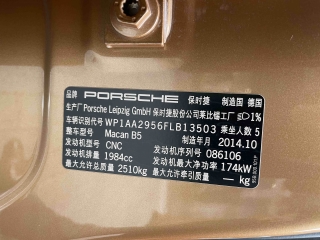 品牌 PORSCHE 保时捷 制造国 德国
生产厂 Porsche Leipzig GmbH 保时捷股份公司莱比锡工厂 1%
车辆识别代号 WP1AA2956FLB13503 乘坐人数 5
整车型号 Macan B5 制造年月 2014.10
发动机型号 CNC 发动机序号 086106
发动机排量 1984cc 发动机最大净功率 174kW
最大允许总质量 2510kg 最大允许牵引质量 — kg